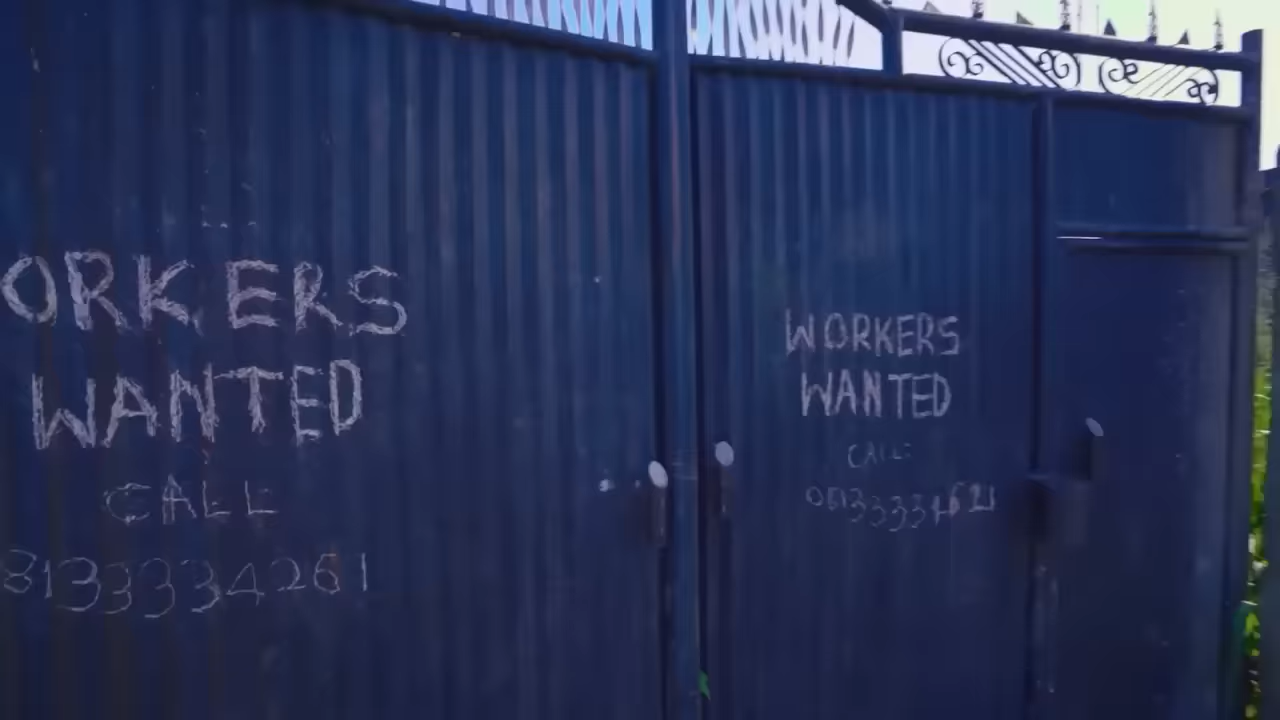 ORKERS
WANTED
CALL
8133334261
WORKERS
WANTED
CALL